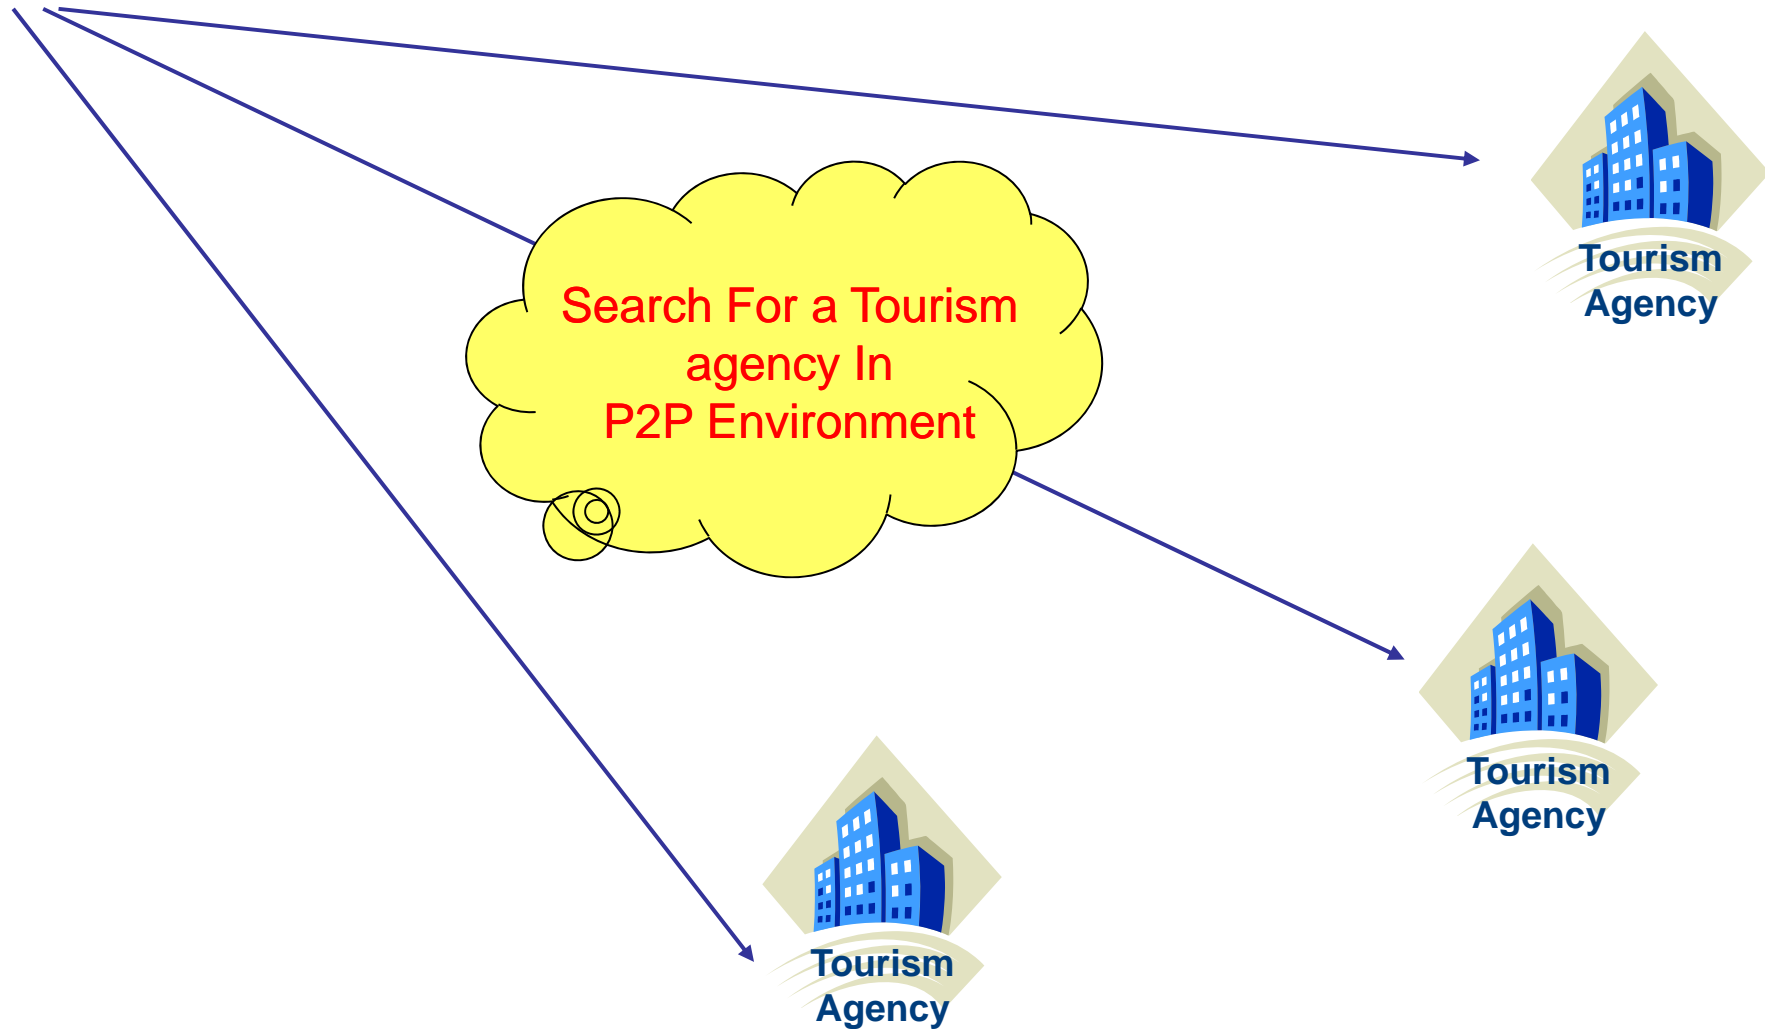 Tourism
Agency
Search For a Tourism
agency In
P2P Environment
Tourism
Agency
Tourism
Agency